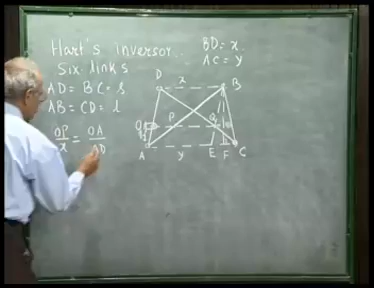 Hart's inversor...
BD = x.
AC = y
Six links
AD = BC = s
AB = CD = l
OP/x = OA/AD
D x B
O P Q
A y E F C